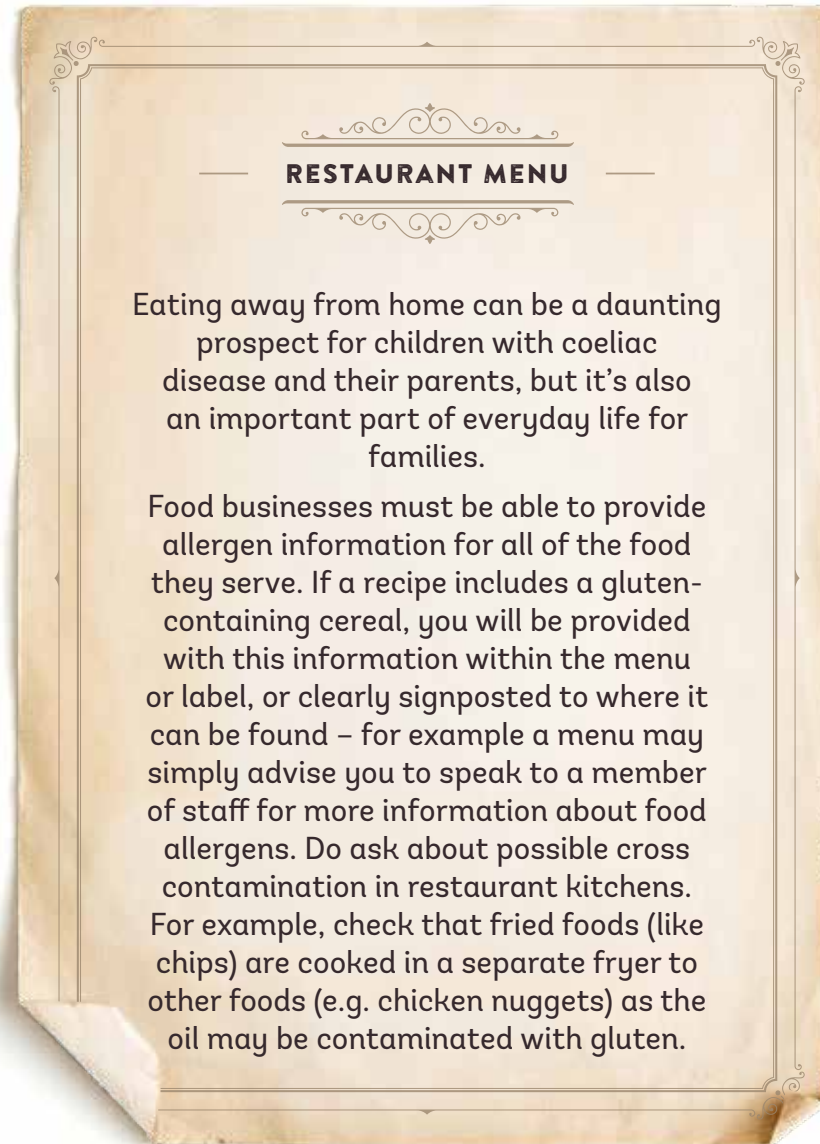 RESTAURANT MENU
Eating away from home can be a daunting
prospect for children with coeliac
disease and their parents, but it’s also
an important part of everyday life for
families.
Food businesses must be able to provide
allergen information for all of the food
they serve. If a recipe includes a gluten-
containing cereal, you will be provided
with this information within the menu
or label, or clearly signposted to where it
can be found – for example a menu may
simply advise you to speak to a member
of staff for more information about food
allergens. Do ask about possible cross
contamination in restaurant kitchens.
For example, check that fried foods (like
chips) are cooked in a separate fryer to
other foods (e.g. chicken nuggets) as the
oil may be contaminated with gluten.